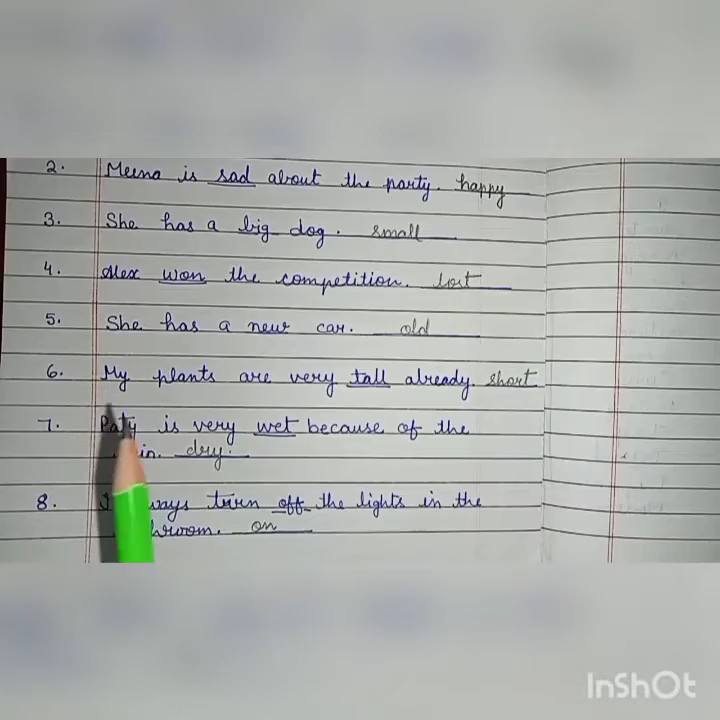 2. Meena is sad about the party. happy
3. She has a big dog. small
4. Alex won the competition. lost
5. She has a new car. old
6. My plants are very tall already. short
7. Paty is very wet because of the
in. dry.
8. I ways turn off the lights in the
hroom. on
InShOt